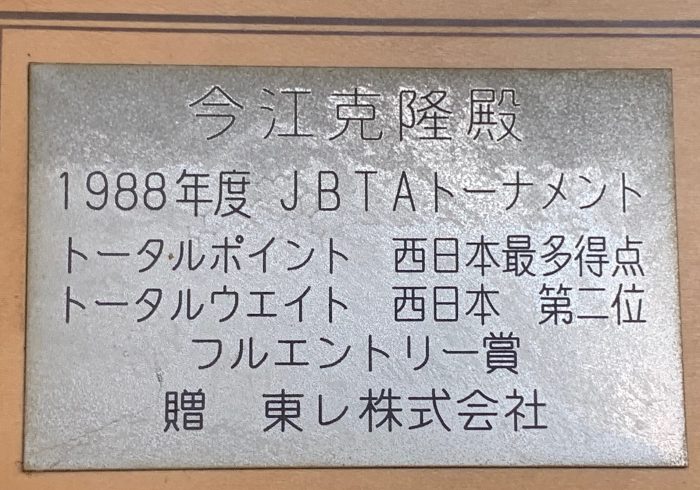 今江克隆殿
1988年度 JBTAトーナメント
トータルポイント 西日本最多得点
トータルウエイト 西日本 第二位
フルエントリー賞
贈 東レ株式会社